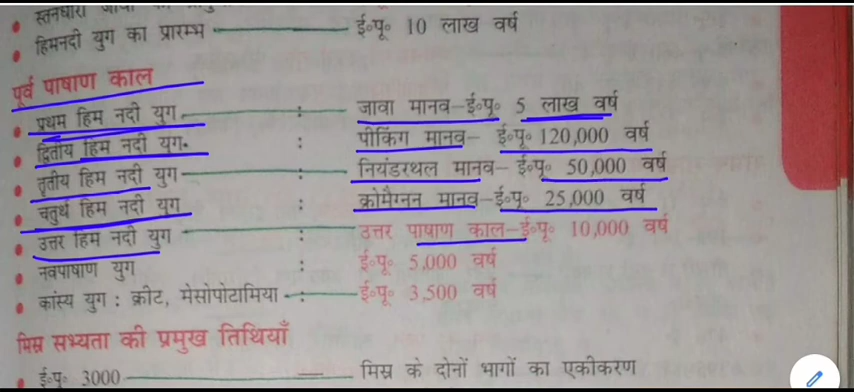 स्तनधारी
हिमनदी युग का प्रारम्भ ई॰पू॰ 10 लाख वर्ष
पूर्व पाषाण काल
प्रथम हिम नदी युग : जावा मानव–ई॰पू॰ 5 लाख वर्ष
द्वितीय हिम नदी युग : पीकिंग मानव– ई॰पू॰ 120,000 वर्ष
तृतीय हिम नदी युग : नियंडरथल मानव– ई॰पू॰ 50,000 वर्ष
चतुर्थ हिम नदी युग : क्रोमैग्नन मानव–ई॰पू॰ 25,000 वर्ष
उत्तर हिम नदी युग : उत्तर पाषाण काल–ई॰पू॰ 10,000 वर्ष
नवपाषाण युग : ई॰पू॰ 5,000 वर्ष
कांस्य युग : क्रीट, मेसोपोटामिया : ई॰पू॰ 3,500 वर्ष
मिस्र सभ्यता की प्रमुख तिथियाँ
ई॰पू॰ 3000 — मिस्र के दोनों भागों का एकीकरण